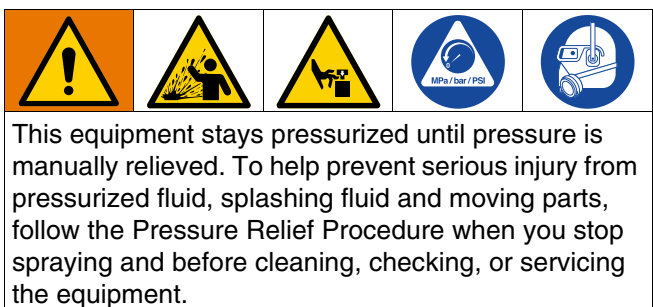 MPa / bar / PSI
This equipment stays pressurized until pressure is
manually relieved. To help prevent serious injury from
pressurized fluid, splashing fluid and moving parts,
follow the Pressure Relief Procedure when you stop
spraying and before cleaning, checking, or servicing
the equipment.